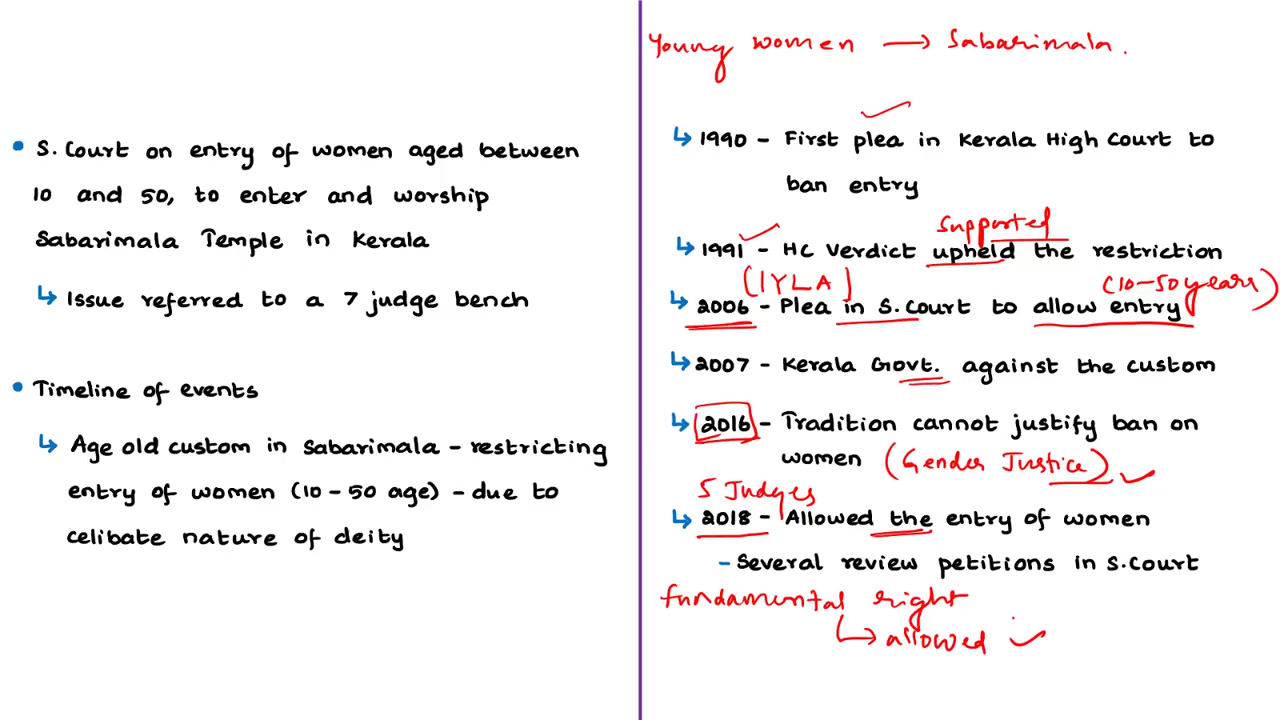 • S. Court on entry of women aged between
10 and 50, to enter and worship
Sabarimala Temple in Kerala
↳ Issue referred to a 7 judge bench
• Timeline of events
↳ Age old custom in Sabarimala – restricting
entry of women (10 – 50 age) – due to
celibate nature of deity
Young women → Sabarimala.
↳ 1990 – First plea in Kerala High Court to
ban entry
supported
↳ 1991 – HC Verdict upheld the restriction
(IYLA) (10–50 years)
↳ 2006 – Plea in S. Court to allow entry
↳ 2007 – Kerala Govt. against the custom
↳ 2016 – Tradition cannot justify ban on
women (Gender Justice)
5 Judges
↳ 2018 – Allowed the entry of women
– Several review petitions in S. Court
fundamental right
↳ allowed